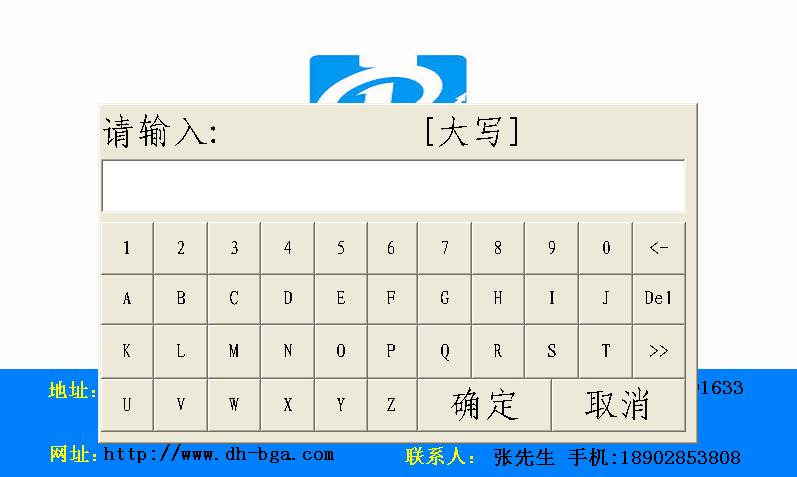 请输入: [大写]
1 2 3 4 5 6 7 8 9 0 <-
A B C D E F G H I J Del
K L M N O P Q R S T >>
地址: 1633
U V W X Y Z 确定 取消
网址: http://www.dh-bga.com 联系人: 张先生 手机:18902853808